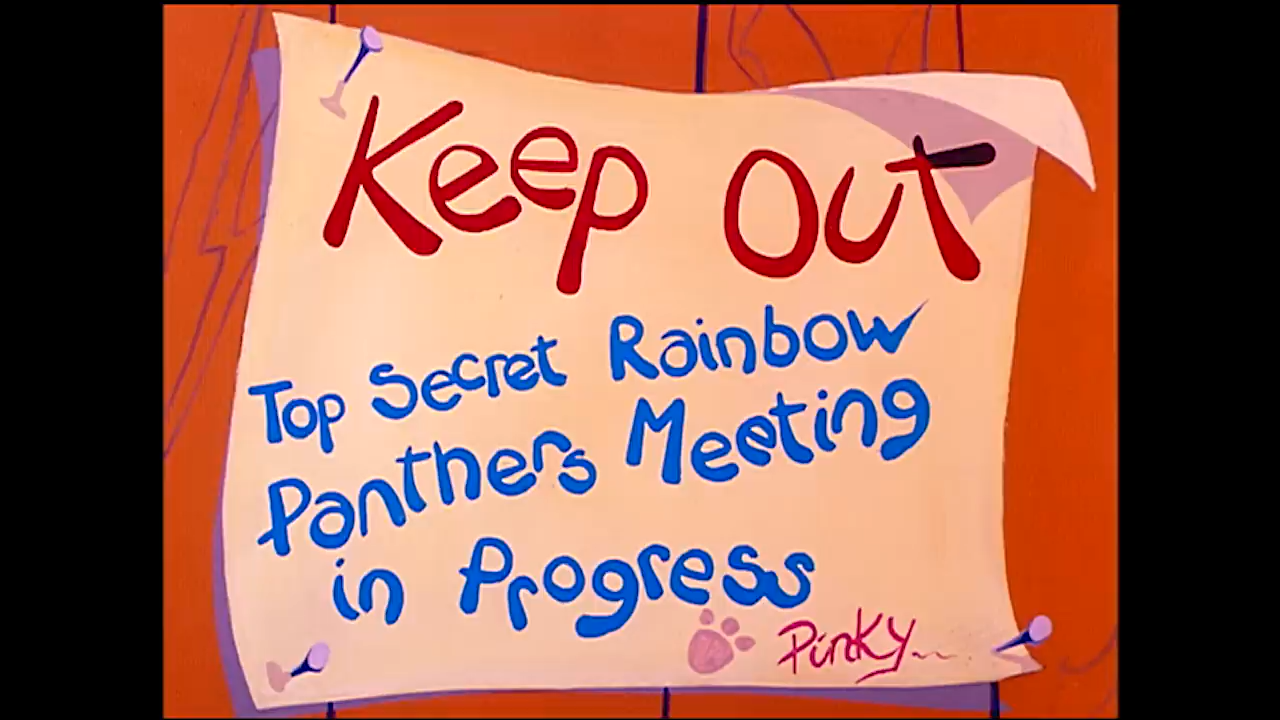 Keep Out
Top Secret Rainbow
Panthers Meeting
in Progress
Pinky...